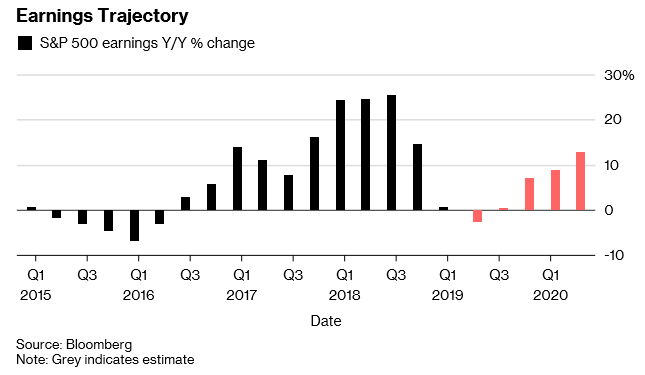 Earnings Trajectory
S&P 500 earnings Y/Y % change
30%
20
10
0
-10
Q1 Q3 Q1 Q3 Q1 Q3 Q1 Q3 Q1 Q3 Q1
2015 2016 2017 2018 2019 2020
Date
Source: Bloomberg
Note: Grey indicates estimate